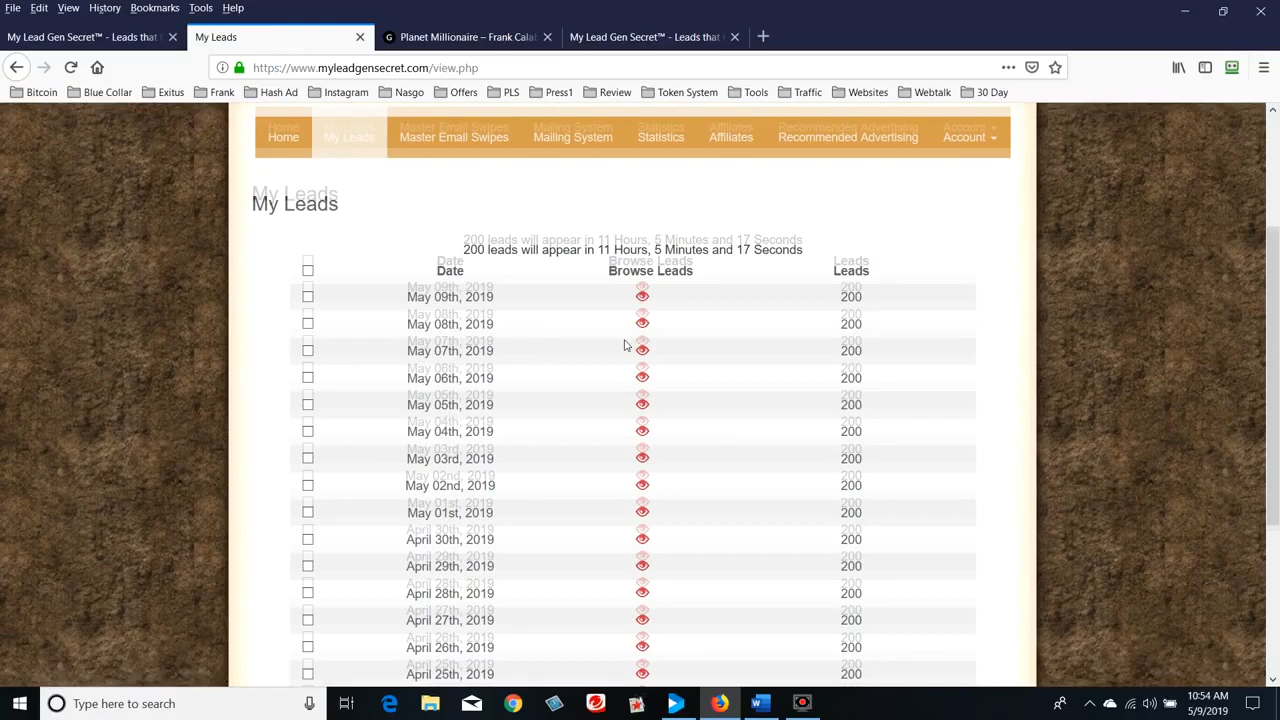 File Edit View History Bookmarks Tools Help
My Lead Gen Secret™ - Leads that
My Leads
Planet Millionaire – Frank Calab
My Lead Gen Secret™ - Leads that
https://www.myleadgensecret.com/view.php
Bitcoin Blue Collar Exitus Frank Hash Ad Instagram Nasgo Offers PLS Press1 Review Token System Tools Traffic Websites Webtalk 30 Day
Home My Leads Master Email Swipes Mailing System Statistics Affiliates Recommended Advertising Account
My Leads
200 leads will appear in 11 Hours, 5 Minutes and 17 Seconds
Date Browse Leads Leads
May 09th, 2019 200
May 08th, 2019 200
May 07th, 2019 200
May 06th, 2019 200
May 05th, 2019 200
May 04th, 2019 200
May 03rd, 2019 200
May 02nd, 2019 200
May 01st, 2019 200
April 30th, 2019 200
April 29th, 2019 200
April 28th, 2019 200
April 27th, 2019 200
April 26th, 2019 200
April 25th, 2019 200
Type here to search
10:54 AM
5/9/2019